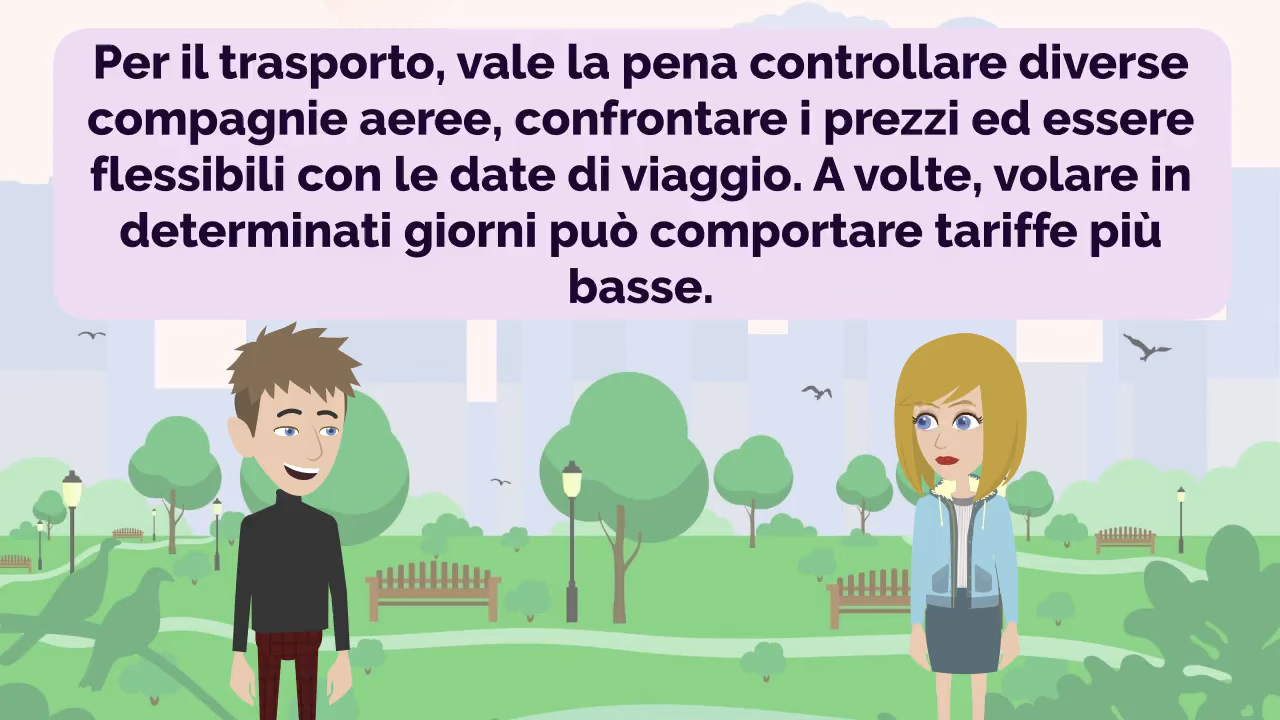 Per il trasporto, vale la pena controllare diverse
compagnie aeree, confrontare i prezzi ed essere
flessibili con le date di viaggio. A volte, volare in
determinati giorni può comportare tariffe più
basse.